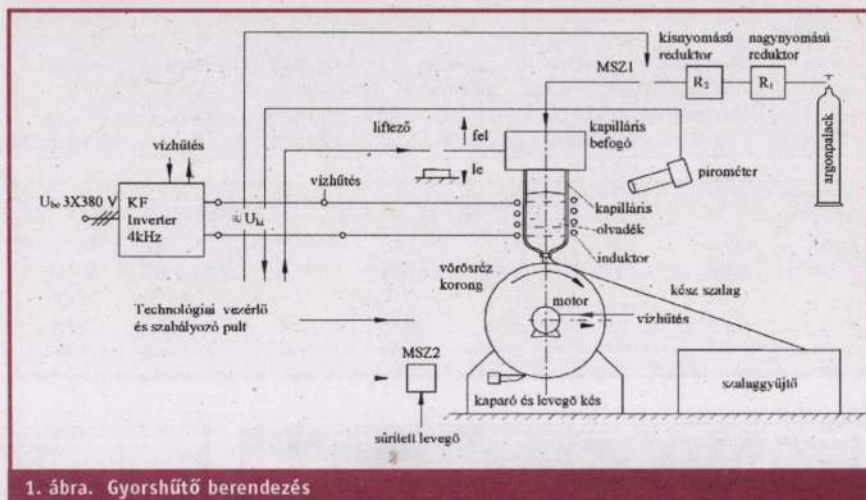 kisnyomású nagynyomású
reduktor reduktor
MSZ1
R₂ R₁
argonpalack
liftező
fel
le
kapilláris
befogó
pirométer
vízhűtés
vízhűtés
Ube 3X380 V
KF
Inverter
4kHz
≈ Uki
kapilláris
olvadék
induktor
vörösréz
korong
motor
kész szalag
vízhűtés
Technológiai vezérlő
és szabályozó pult
MSZ2
szalaggyűjtő
kaparó és levegő kés
sűrített levegő
1. ábra. Gyorshűtő berendezés